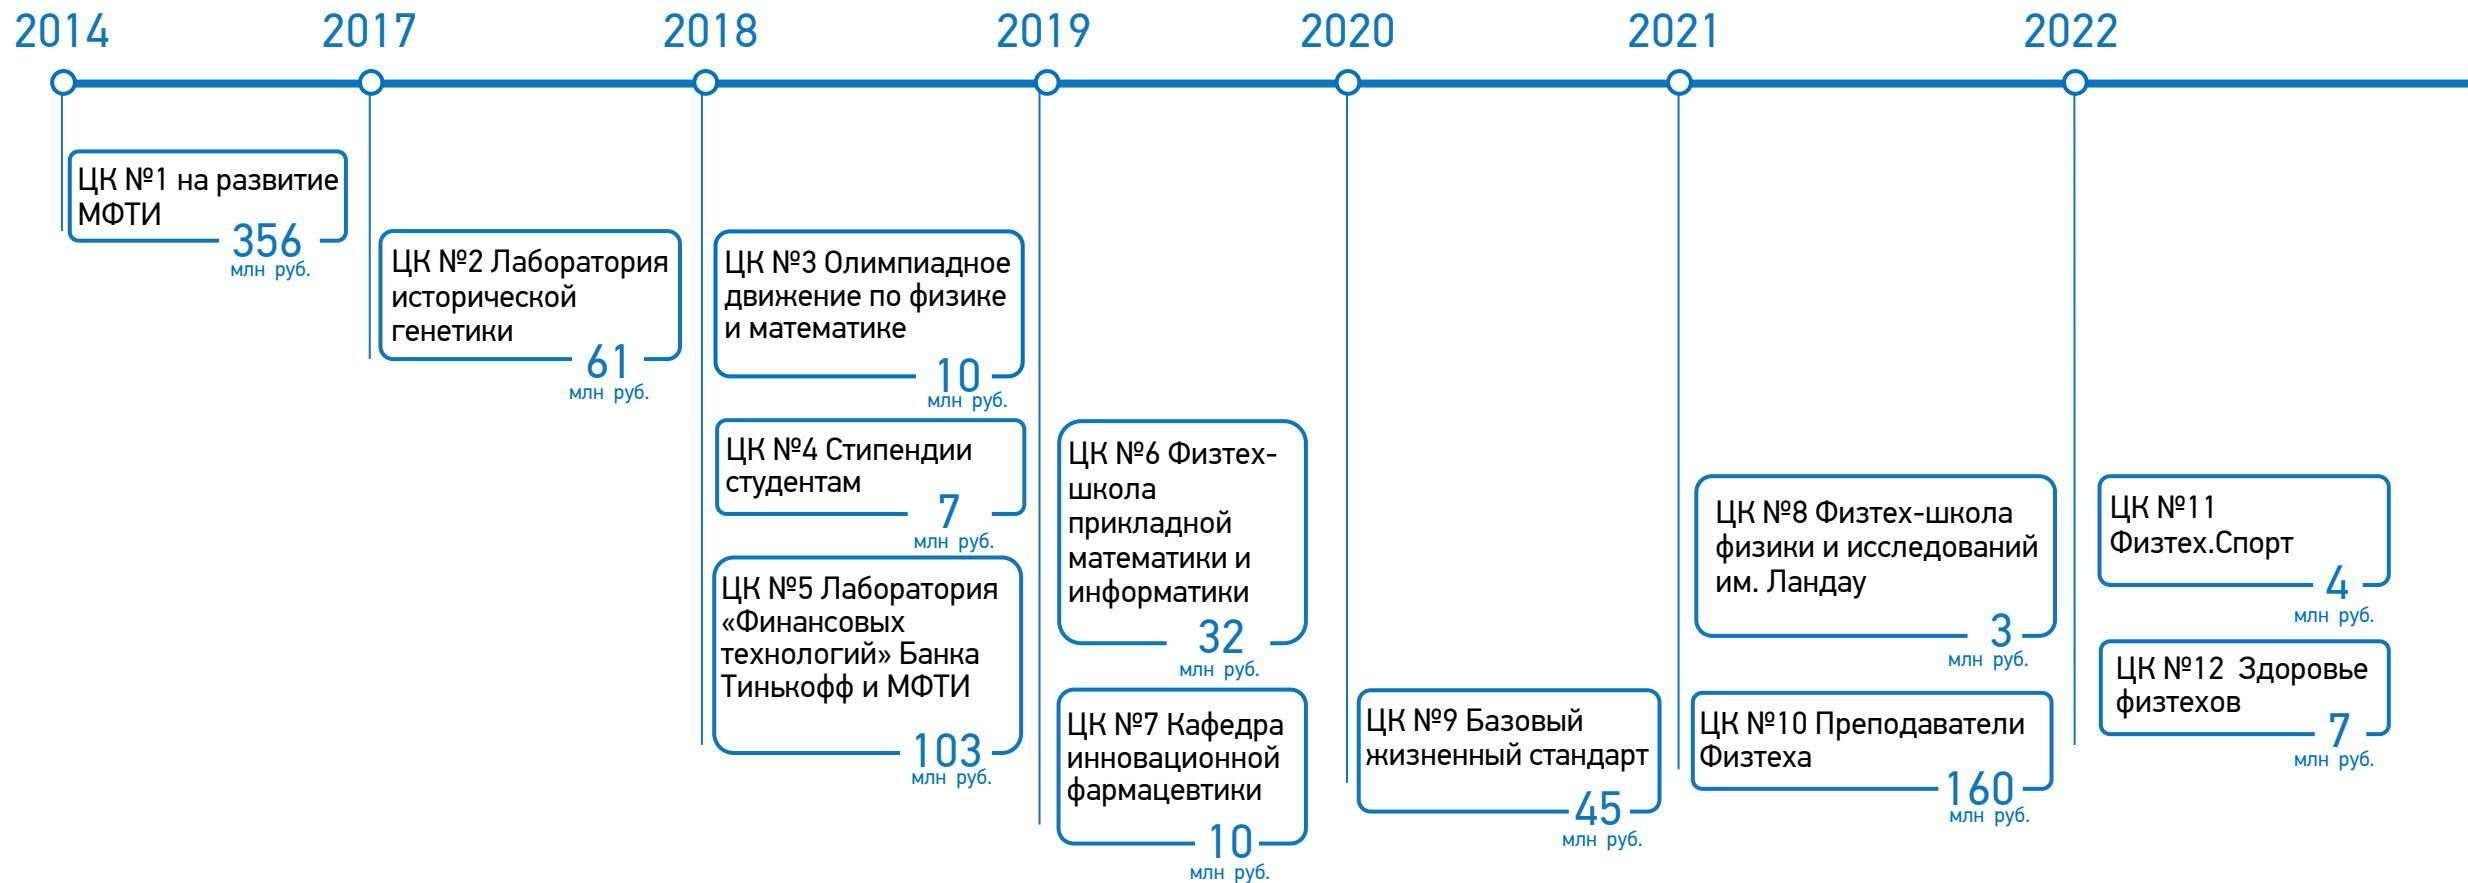 2014
2017
2018
2019
2020
2021
2022
ЦК №1 на развитие
МФТИ
356
млн руб.
ЦК №2 Лаборатория
исторической
генетики
61
млн руб.
ЦК №3 Олимпиадное
движение по физике
и математике
10
млн руб.
ЦК №4 Стипендии
студентам
7
млн руб.
ЦК №5 Лаборатория
«Финансовых
технологий» Банка
Тинькофф и МФТИ
103
млн руб.
ЦК №6 Физтех-
школа
прикладной
математики и
информатики
32
млн руб.
ЦК №7 Кафедра
инновационной
фармацевтики
10
млн руб.
ЦК №9 Базовый
жизненный стандарт
45
млн руб.
ЦК №8 Физтех-школа
физики и исследований
им. Ландау
3
млн руб.
ЦК №10 Преподаватели
Физтеха
160
млн руб.
ЦК №11
Физтех.Спорт
4
млн руб.
ЦК №12 Здоровье
физтехов
7
млн руб.